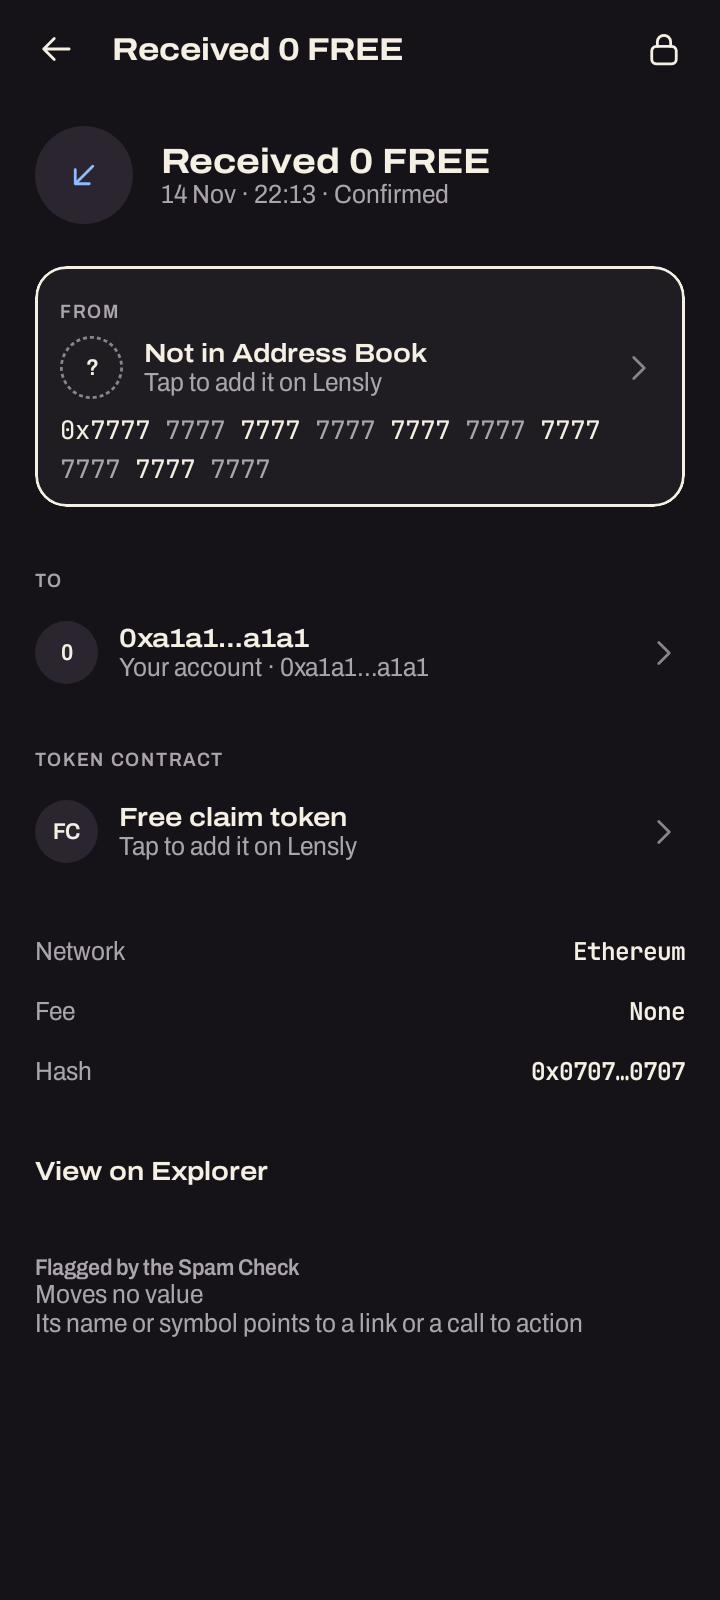 Received 0 FREE
Received 0 FREE
14 Nov · 22:13 · Confirmed
FROM
?
Not in Address Book
Tap to add it on Lensly
0x7777 7777 7777 7777 7777 7777 7777
7777 7777 7777
TO
0
0xa1a1…a1a1
Your account · 0xa1a1…a1a1
TOKEN CONTRACT
FC
Free claim token
Tap to add it on Lensly
Network Ethereum
Fee None
Hash 0x0707…0707
View on Explorer
Flagged by the Spam Check
Moves no value
Its name or symbol points to a link or a call to action